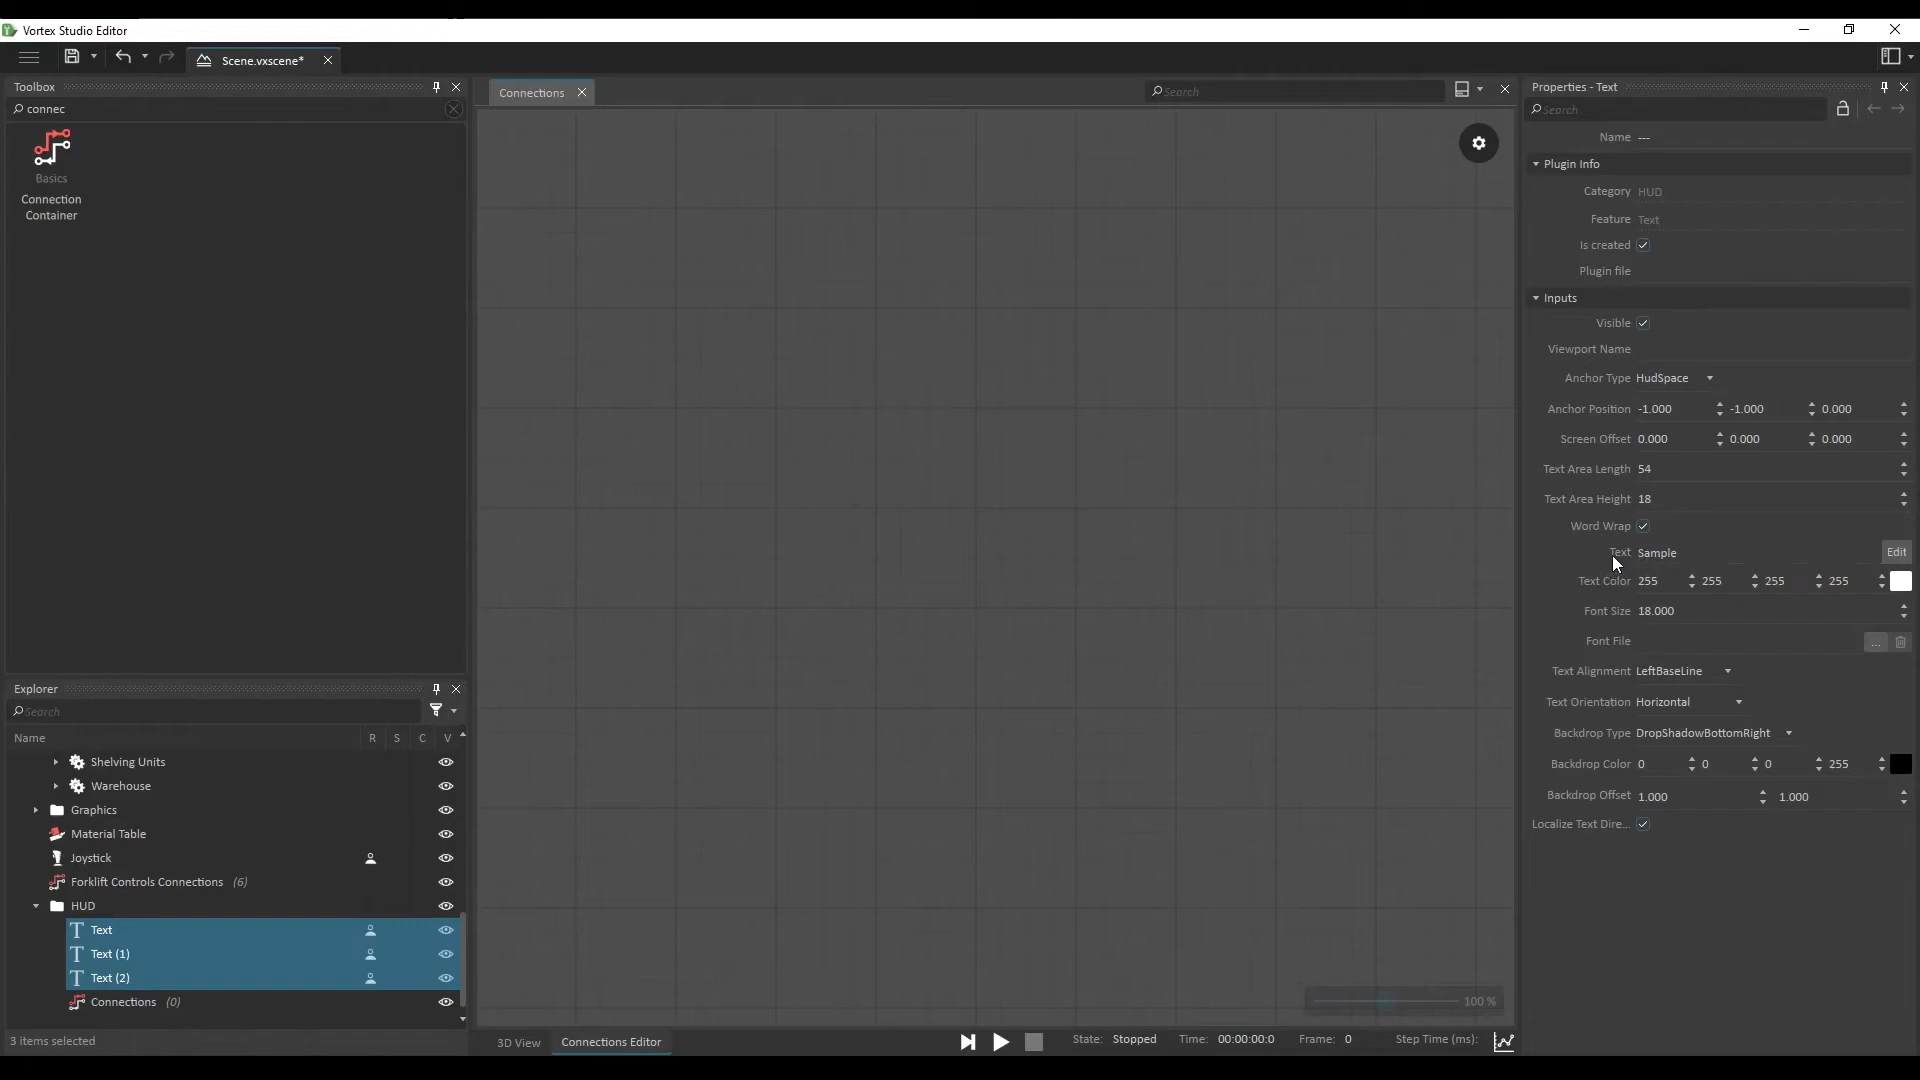 Vortex Studio Editor
Scene.vxscene*
Toolbox
connec
Basics
Connection
Container
Explorer
Search
Name R S C V
Shelving Units
Warehouse
Graphics
Material Table
Joystick
Forklift Controls Connections (6)
HUD
Text
Text (1)
Text (2)
Connections (0)
3 items selected
Connections
Search
100 %
3D View Connections Editor
State: Stopped Time: 00:00:00:0 Frame: 0 Step Time (ms):
Properties - Text
Search
Name ---
Plugin Info
Category HUD
Feature Text
Is created
Plugin file
Inputs
Visible
Viewport Name
Anchor Type HudSpace
Anchor Position -1.000 -1.000 0.000
Screen Offset 0.000 0.000 0.000
Text Area Length 54
Text Area Height 18
Word Wrap
Text Sample Edit
Text Color 255 255 255 255
Font Size 18.000
Font File ...
Text Alignment LeftBaseLine
Text Orientation Horizontal
Backdrop Type DropShadowBottomRight
Backdrop Color 0 0 0 255
Backdrop Offset 1.000 1.000
Localize Text Dire...